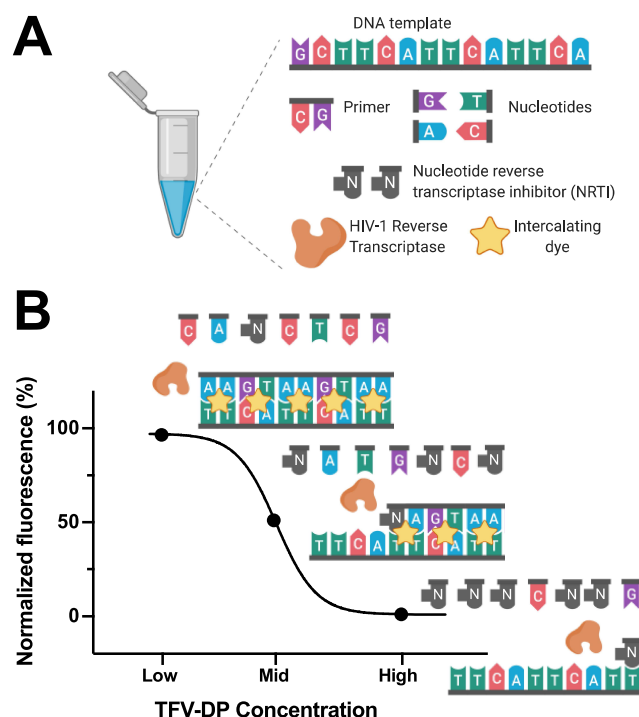 A
DNA template
G C T T C A T T C A T T C A
C G Primer G T Nucleotides
A C
N N Nucleotide reverse
transcriptase inhibitor (NRTI)
HIV-1 Reverse
Transcriptase
Intercalating
dye
B
C A N C T C G
A A G T A A G T A A
T T C A T T C A T T
N A T G N C N
N A G T A A
T T C A T T C A T T
N N N C N N G
N
T T C A T T C A T T
Normalized fluorescence (%)
100
50
0
Low Mid High
TFV-DP Concentration